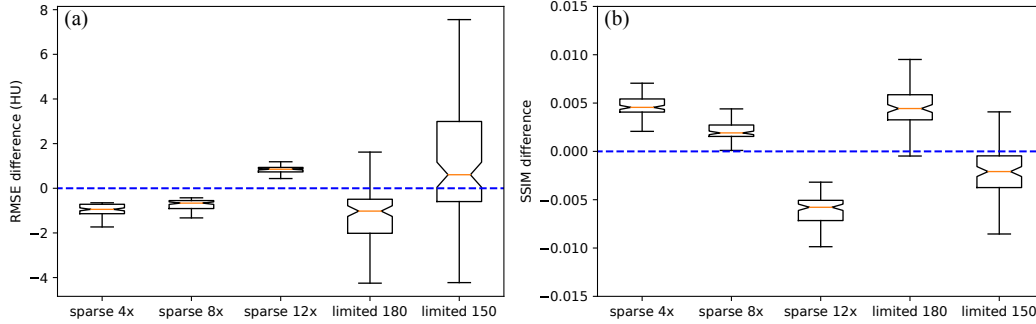 (a)
RMSE difference (HU)
8
6
4
2
0
−2
−4
sparse 4x sparse 8x sparse 12x limited 180 limited 150
(b)
SSIM difference
0.015
0.010
0.005
0.000
−0.005
−0.010
−0.015
sparse 4x sparse 8x sparse 12x limited 180 limited 150